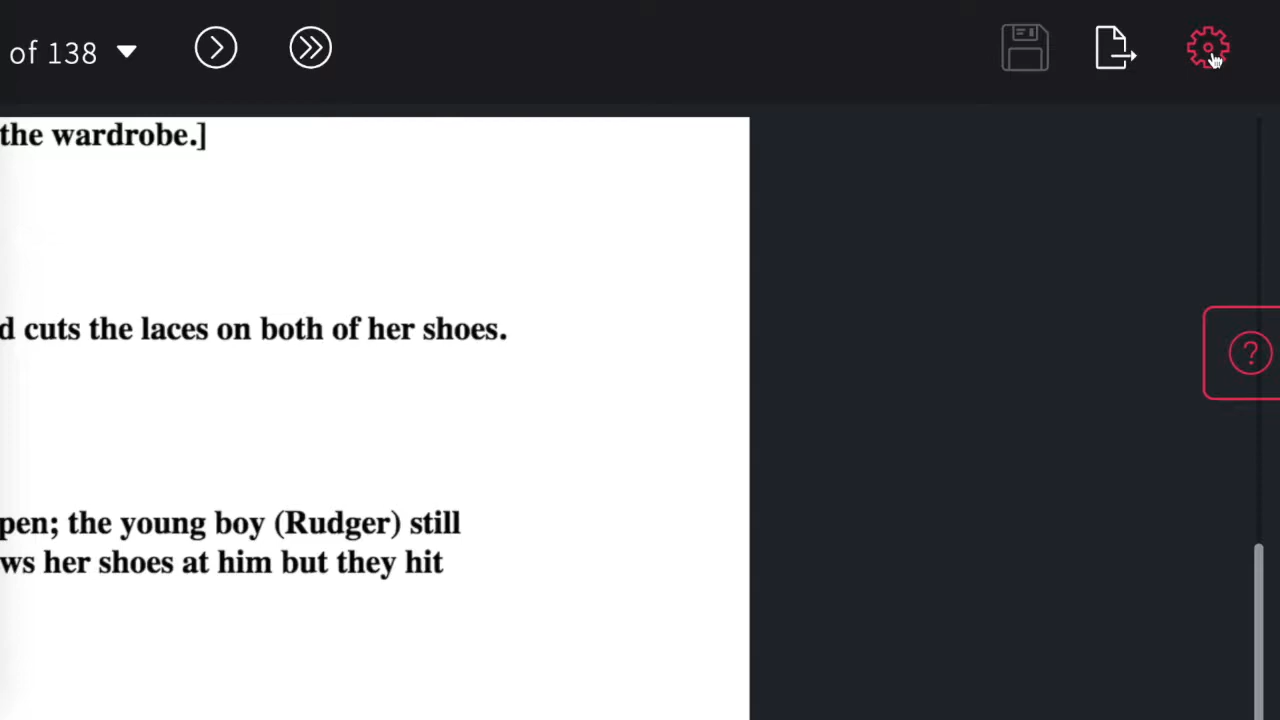 of 138
the wardrobe.]
d cuts the laces on both of her shoes.
?
pen; the young boy (Rudger) still
ws her shoes at him but they hit